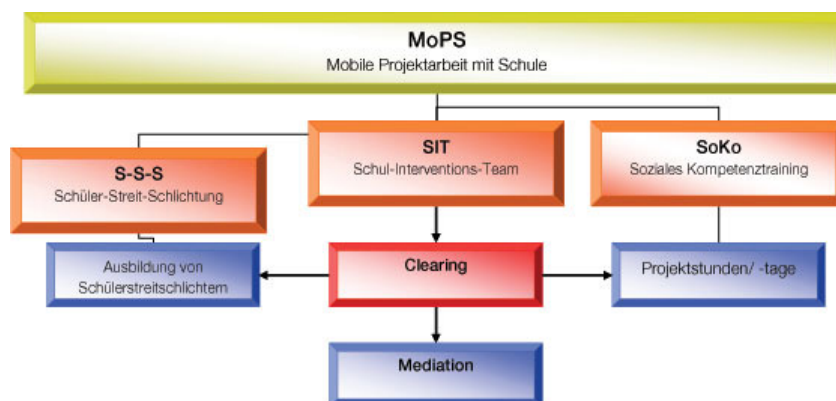 MoPS
Mobile Projektarbeit mit Schule
S-S-S
Schüler-Streit-Schlichtung
SIT
Schul-Interventions-Team
SoKo
Soziales Kompetenztraining
Ausbildung von
Schülerstreitschlichtern
Clearing
Projektstunden/ -tage
Mediation